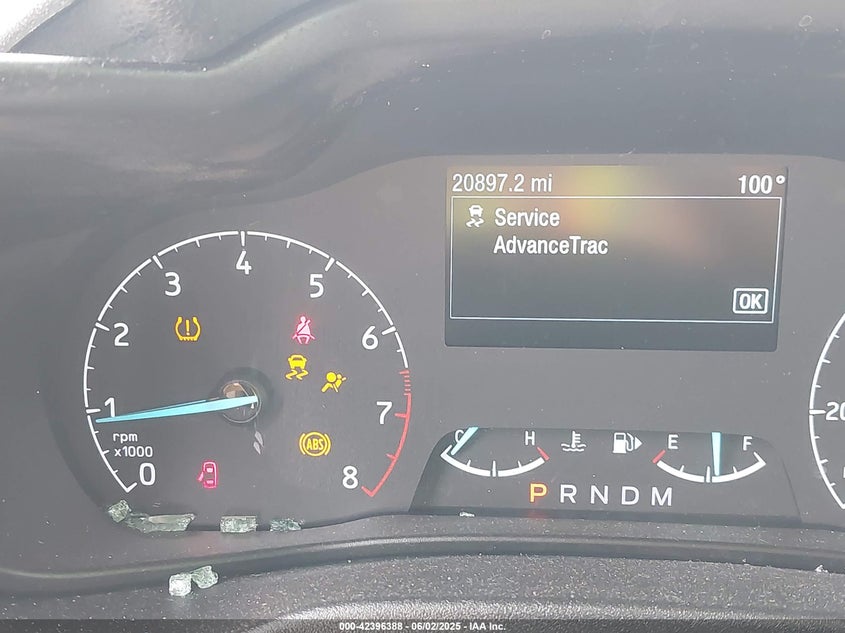 20897.2 mi 100°
Service
AdvanceTrac
OK
0 1 2 3 4 5 6 7 8
rpm
x1000
ABS
C H E F
P R N D M
20
000-42396388 - 06/02/2025 - IAA Inc.